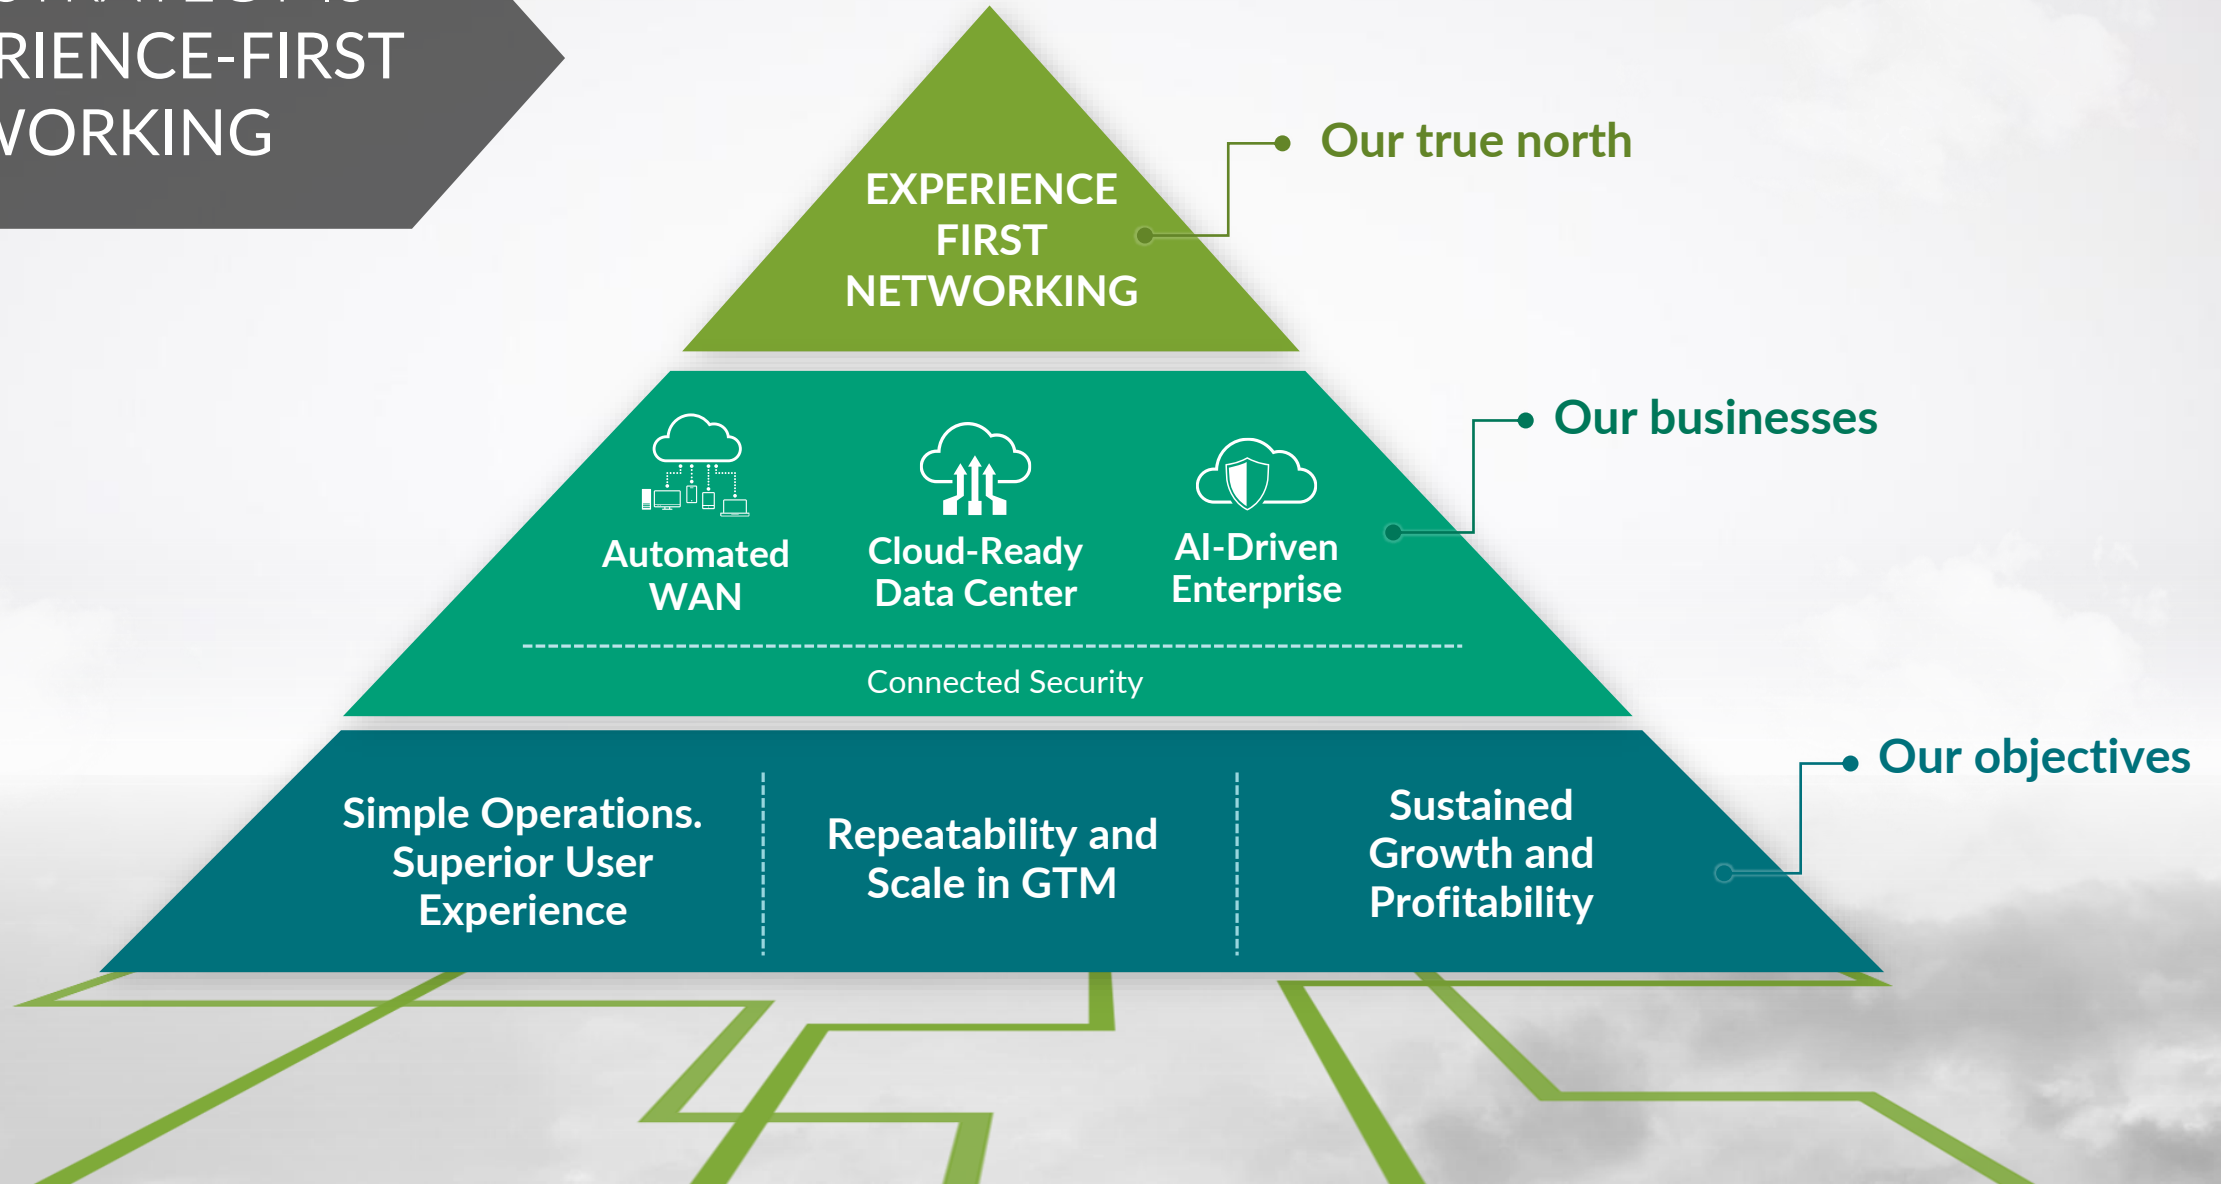 RIENCE-FIRST
WORKING
EXPERIENCE
FIRST
NETWORKING
Our true north
Our businesses
Automated
WAN
Cloud-Ready
Data Center
AI-Driven
Enterprise
Connected Security
Our objectives
Simple Operations.
Superior User
Experience
Repeatability and
Scale in GTM
Sustained
Growth and
Profitability